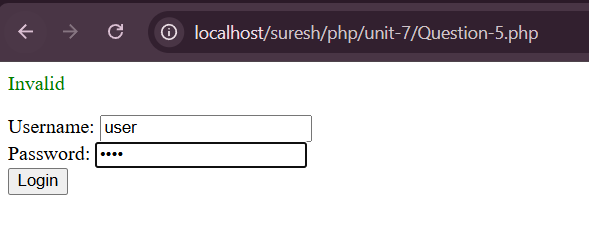 localhost/suresh/php/unit-7/Question-5.php
Invalid
Username: user
Password: ••••
Login